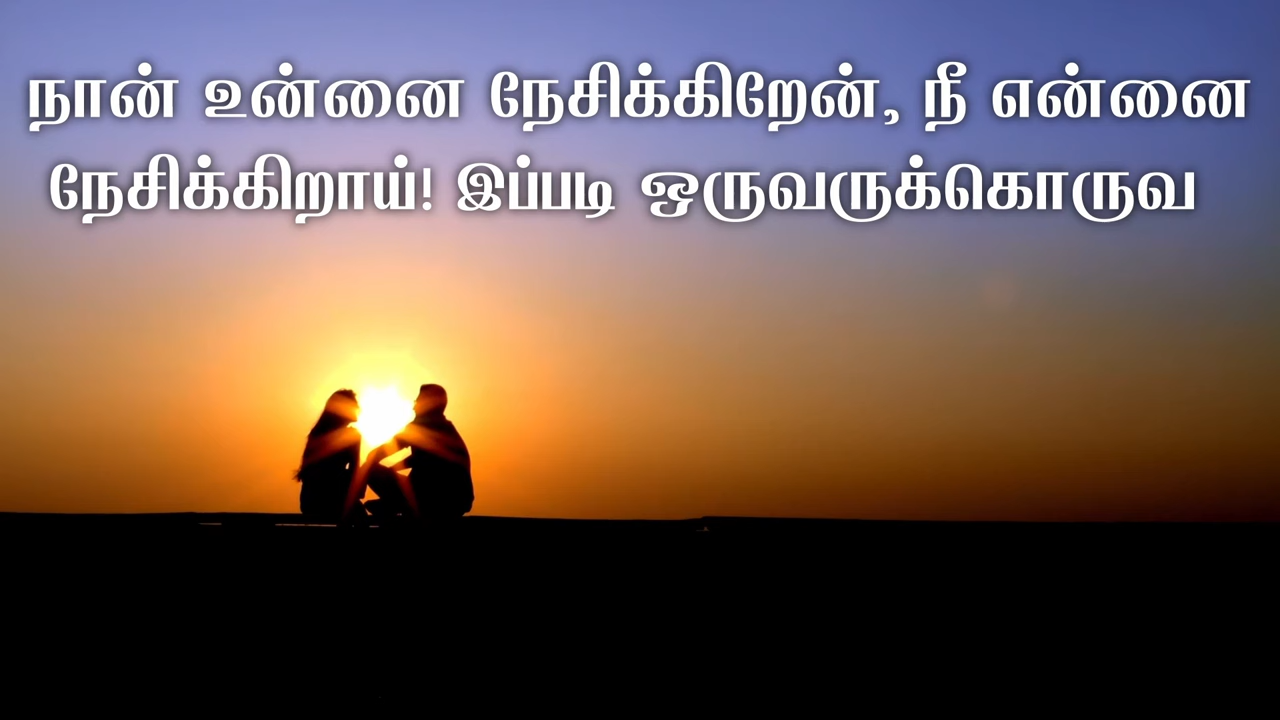 நான் உன்னை நேசிக்கிறேன், நீ என்னை
நேசிக்கிறாய்! இப்படி ஒருவருக்கொருவ